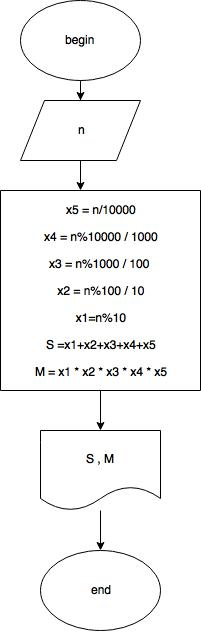 begin
n
x5 = n/10000
x4 = n%10000 / 1000
x3 = n%1000 / 100
x2 = n%100 / 10
x1=n%10
S =x1+x2+x3+x4+x5
M = x1 * x2 * x3 * x4 * x5
S , M
end